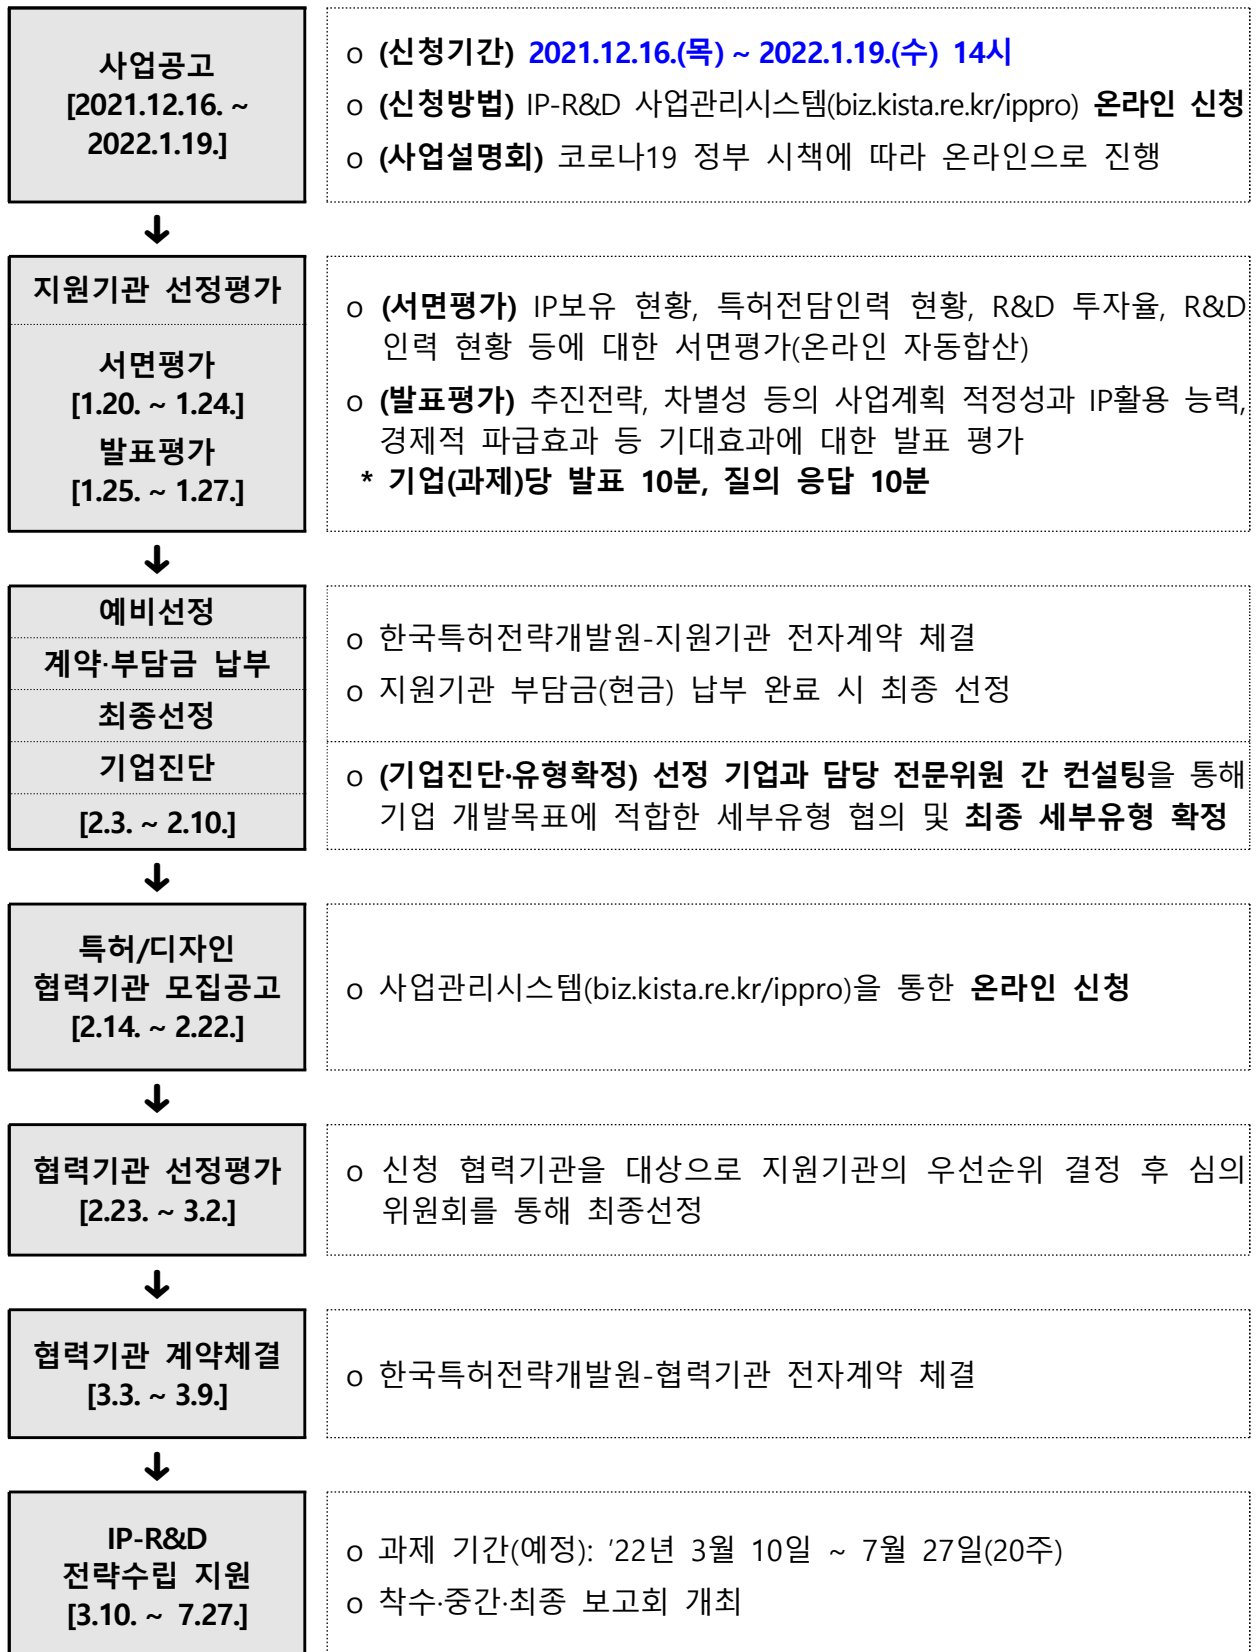 사업공고
[2021.12.16. ~
2022.1.19.]
o (신청기간) 2021.12.16.(목) ~ 2022.1.19.(수) 14시
o (신청방법) IP-R&D 사업관리시스템(biz.kista.re.kr/ippro) 온라인 신청
o (사업설명회) 코로나19 정부 시책에 따라 온라인으로 진행
↓
지원기관 선정평가
서면평가
[1.20. ~ 1.24.]
발표평가
[1.25. ~ 1.27.]
o (서면평가) IP보유 현황, 특허전담인력 현황, R&D 투자율, R&D
인력 현황 등에 대한 서면평가(온라인 자동합산)
o (발표평가) 추진전략, 차별성 등의 사업계획 적정성과 IP활용 능력,
경제적 파급효과 등 기대효과에 대한 발표 평가
* 기업(과제)당 발표 10분, 질의 응답 10분
↓
예비선정
계약·부담금 납부
최종선정
기업진단
[2.3. ~ 2.10.]
o 한국특허전략개발원-지원기관 전자계약 체결
o 지원기관 부담금(현금) 납부 완료 시 최종 선정
o (기업진단·유형확정) 선정 기업과 담당 전문위원 간 컨설팅을 통해
기업 개발목표에 적합한 세부유형 협의 및 최종 세부유형 확정
↓
특허/디자인
협력기관 모집공고
[2.14. ~ 2.22.]
o 사업관리시스템(biz.kista.re.kr/ippro)을 통한 온라인 신청
↓
협력기관 선정평가
[2.23. ~ 3.2.]
o 신청 협력기관을 대상으로 지원기관의 우선순위 결정 후 심의
위원회를 통해 최종선정
↓
협력기관 계약체결
[3.3. ~ 3.9.]
o 한국특허전략개발원-협력기관 전자계약 체결
↓
IP-R&D
전략수립 지원
[3.10. ~ 7.27.]
o 과제 기간(예정): '22년 3월 10일 ~ 7월 27일(20주)
o 착수·중간·최종 보고회 개최